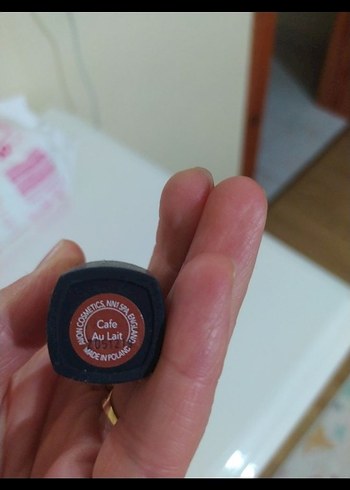 AVON COSMETICS, NN1 5PA, ENGLAND
Cafe
Au Lait
MADE IN POLAND